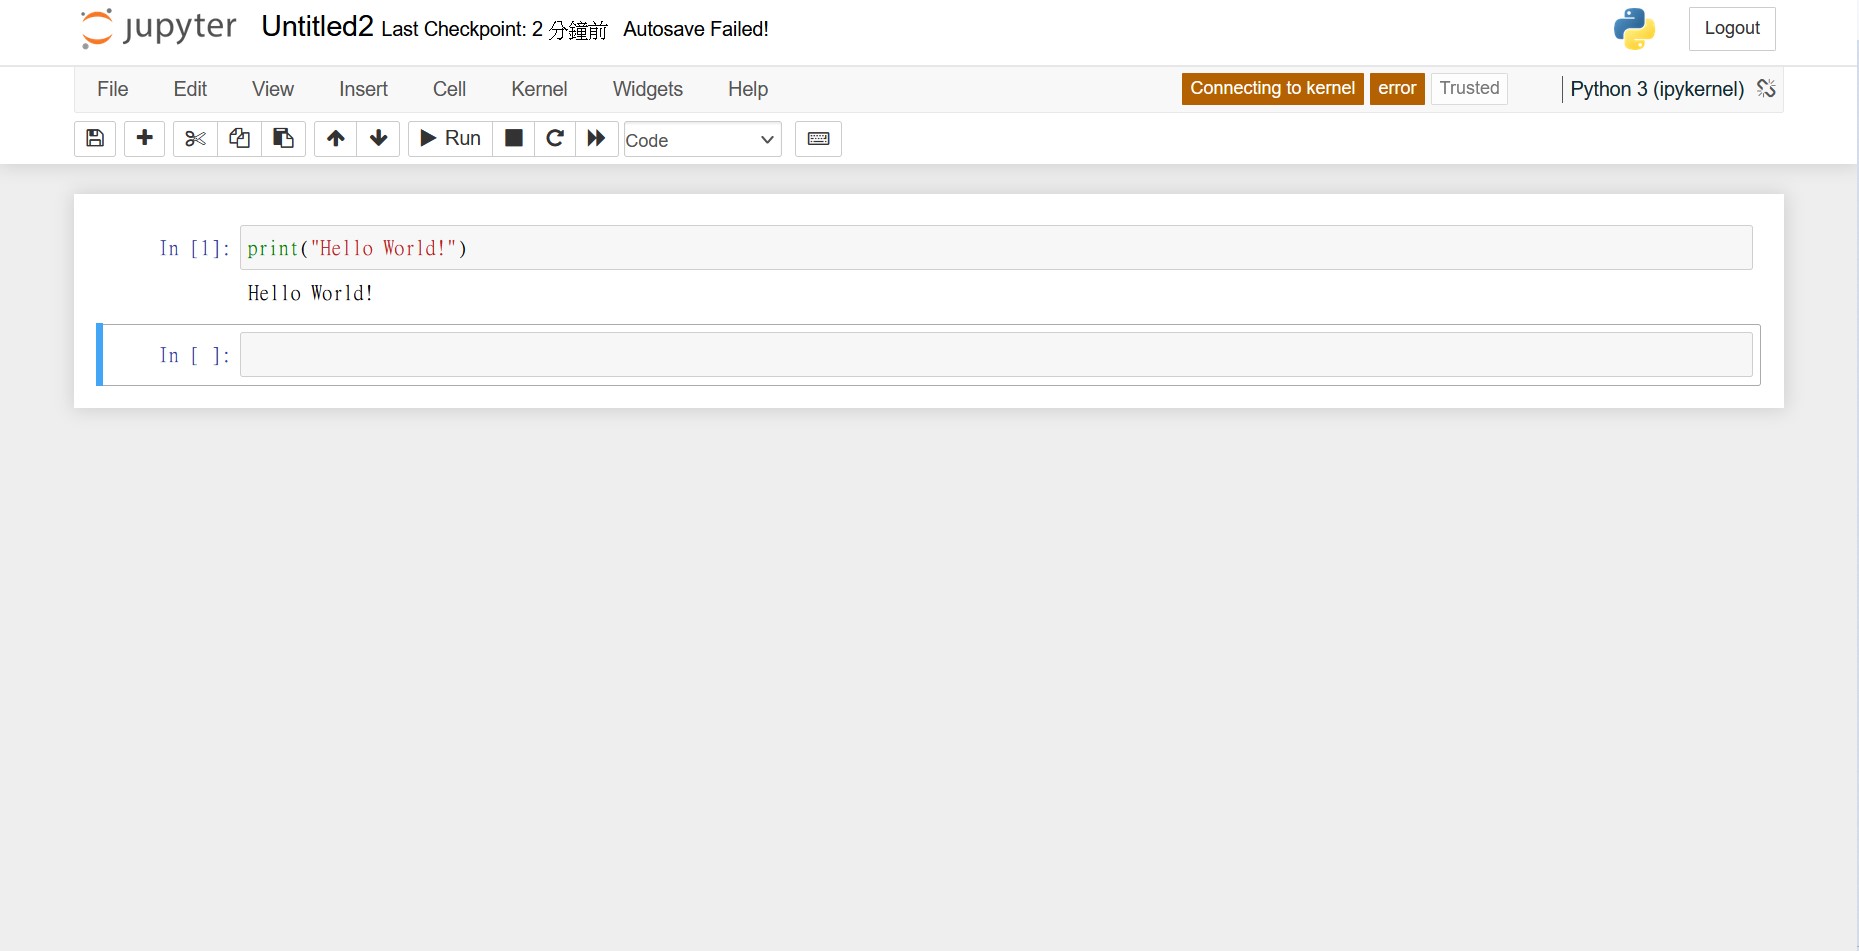 jupyter Untitled2 Last Checkpoint: 2 分鐘前 Autosave Failed!
Logout
File Edit View Insert Cell Kernel Widgets Help
Connecting to kernel error Trusted Python 3 (ipykernel)
Run Code
In [1]: print("Hello World!")
Hello World!
In [ ]: